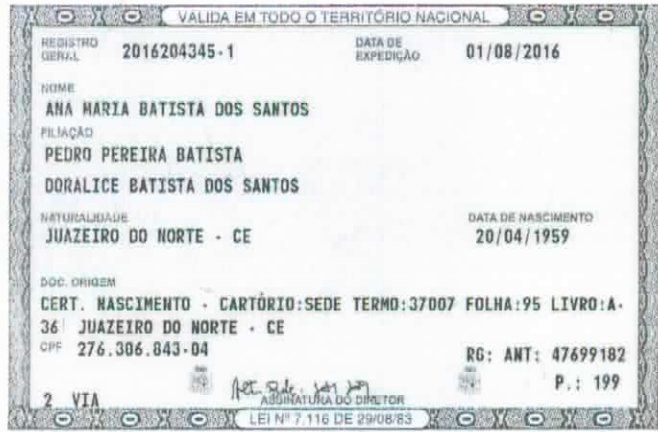 VALIDA EM TODO O TERRITÓRIO NACIONAL
REGISTRO GERAL 2016204345-1 DATA DE EXPEDIÇÃO 01/08/2016
NOME
ANA MARIA BATISTA DOS SANTOS
FILIAÇÃO
PEDRO PEREIRA BATISTA
DORALICE BATISTA DOS SANTOS
NATURALIDADE DATA DE NASCIMENTO
JUAZEIRO DO NORTE - CE 20/04/1959
DOC. ORIGEM
CERT. NASCIMENTO - CARTÓRIO:SEDE TERMO:37007 FOLHA:95 LIVRO:A-
36 JUAZEIRO DO NORTE - CE
CPF 276.306.843-04
RG: ANT: 47699182
P.: 199
2 VIA
ASSINATURA DO DIRETOR
LEI Nº 7.116 DE 29/08/83